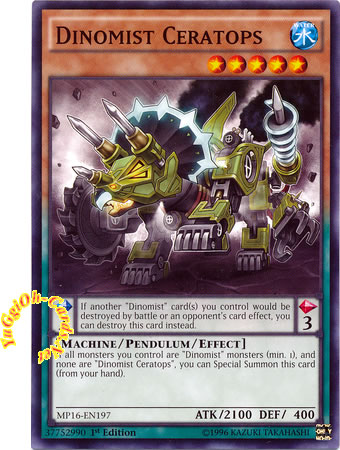 DINOMIST CERATOPS
WATER
水
If another "Dinomist" card(s) you control would be
destroyed by battle or an opponent's card effect, you
can destroy this card instead.
3
[MACHINE/PENDULUM/EFFECT]
all monsters you control are "Dinomist" monsters (min. 1), and
none are "Dinomist Ceratops", you can Special Summon this card
(from your hand).
MP16-EN197
ATK/2100 DEF/ 400
37752990 1st Edition
©1996 KAZUKI TAKAHASHI